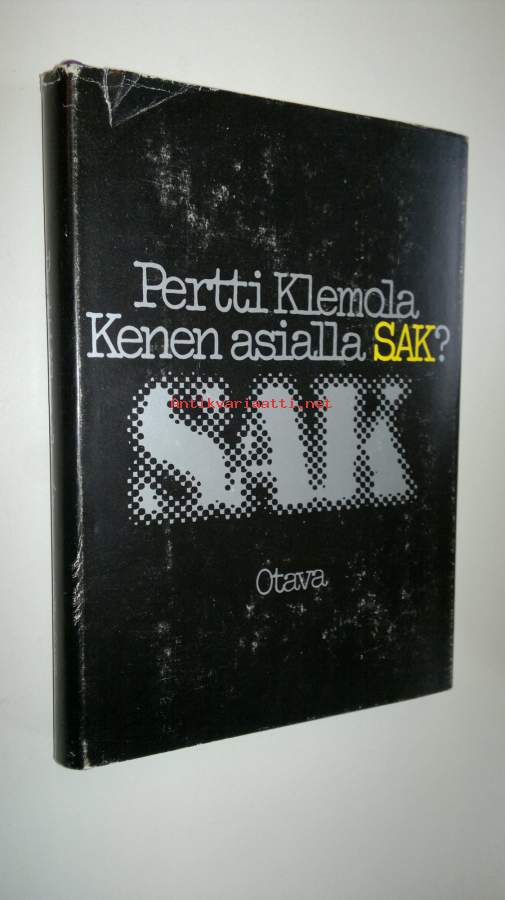 Pertti Klemola
Kenen asialla SAK?
SAK
Antikvariaatti.net
Otava